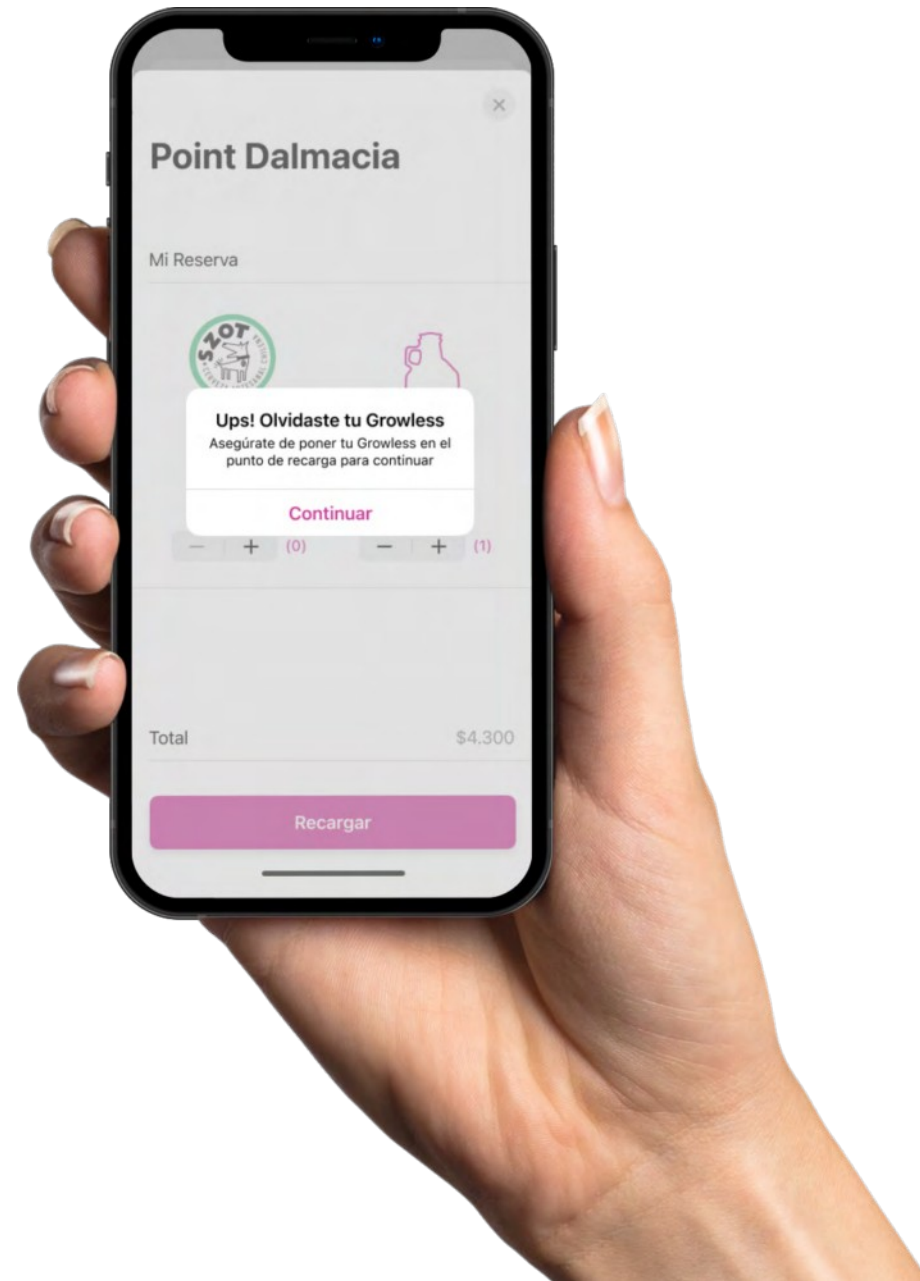 Point Dalmacia
Mi Reserva
SZOT
Ups! Olvidaste tu Growless
Asegúrate de poner tu Growless en el
punto de recarga para continuar
Continuar
− + (0) − + (1)
Total $4.300
Recargar